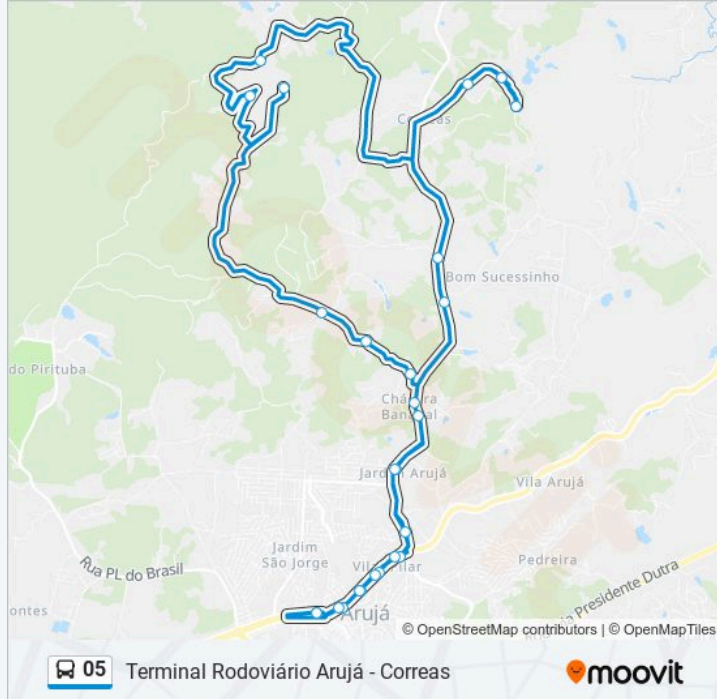 Correas
Bom Sucessinho
do Pirituba
Chácara
Bananal
Jardim Arujá
Vila Arujá
Rua PL do Brasil
Jardim
São Jorge
Vila Pilar
Pedreira
Presidente Dutra
ontes
Arujá
© OpenStreetMap contributors | © OpenMapTiles
05 Terminal Rodoviário Arujá - Correas
moovit